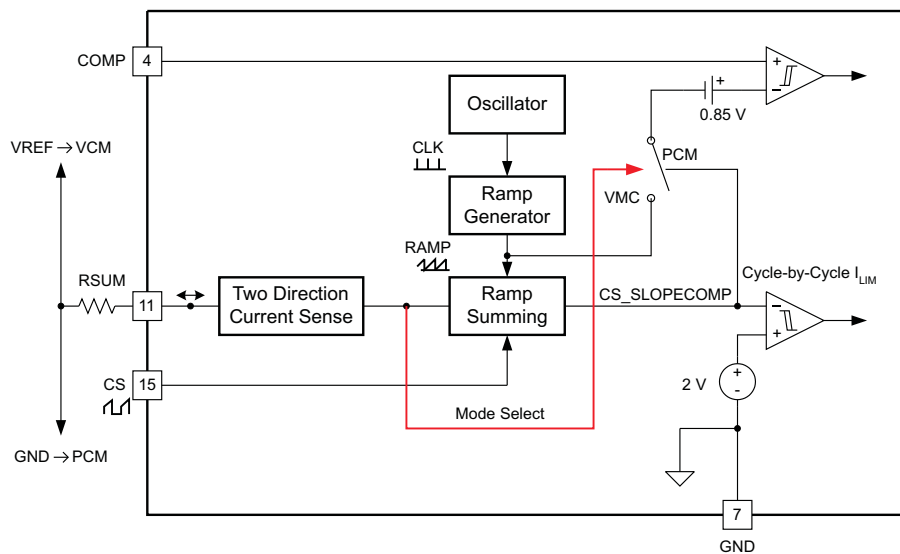 COMP
4
+
−
+
0.85 V
Oscillator
CLK
PCM
VREF → VCM
Ramp
Generator
VMC
RAMP
RSUM
11
Two Direction
Current Sense
Ramp
Summing
CS_SLOPECOMP
Cycle-by-Cycle ILIM
−
+
CS
15
2 V
+
-
Mode Select
GND → PCM
7
GND